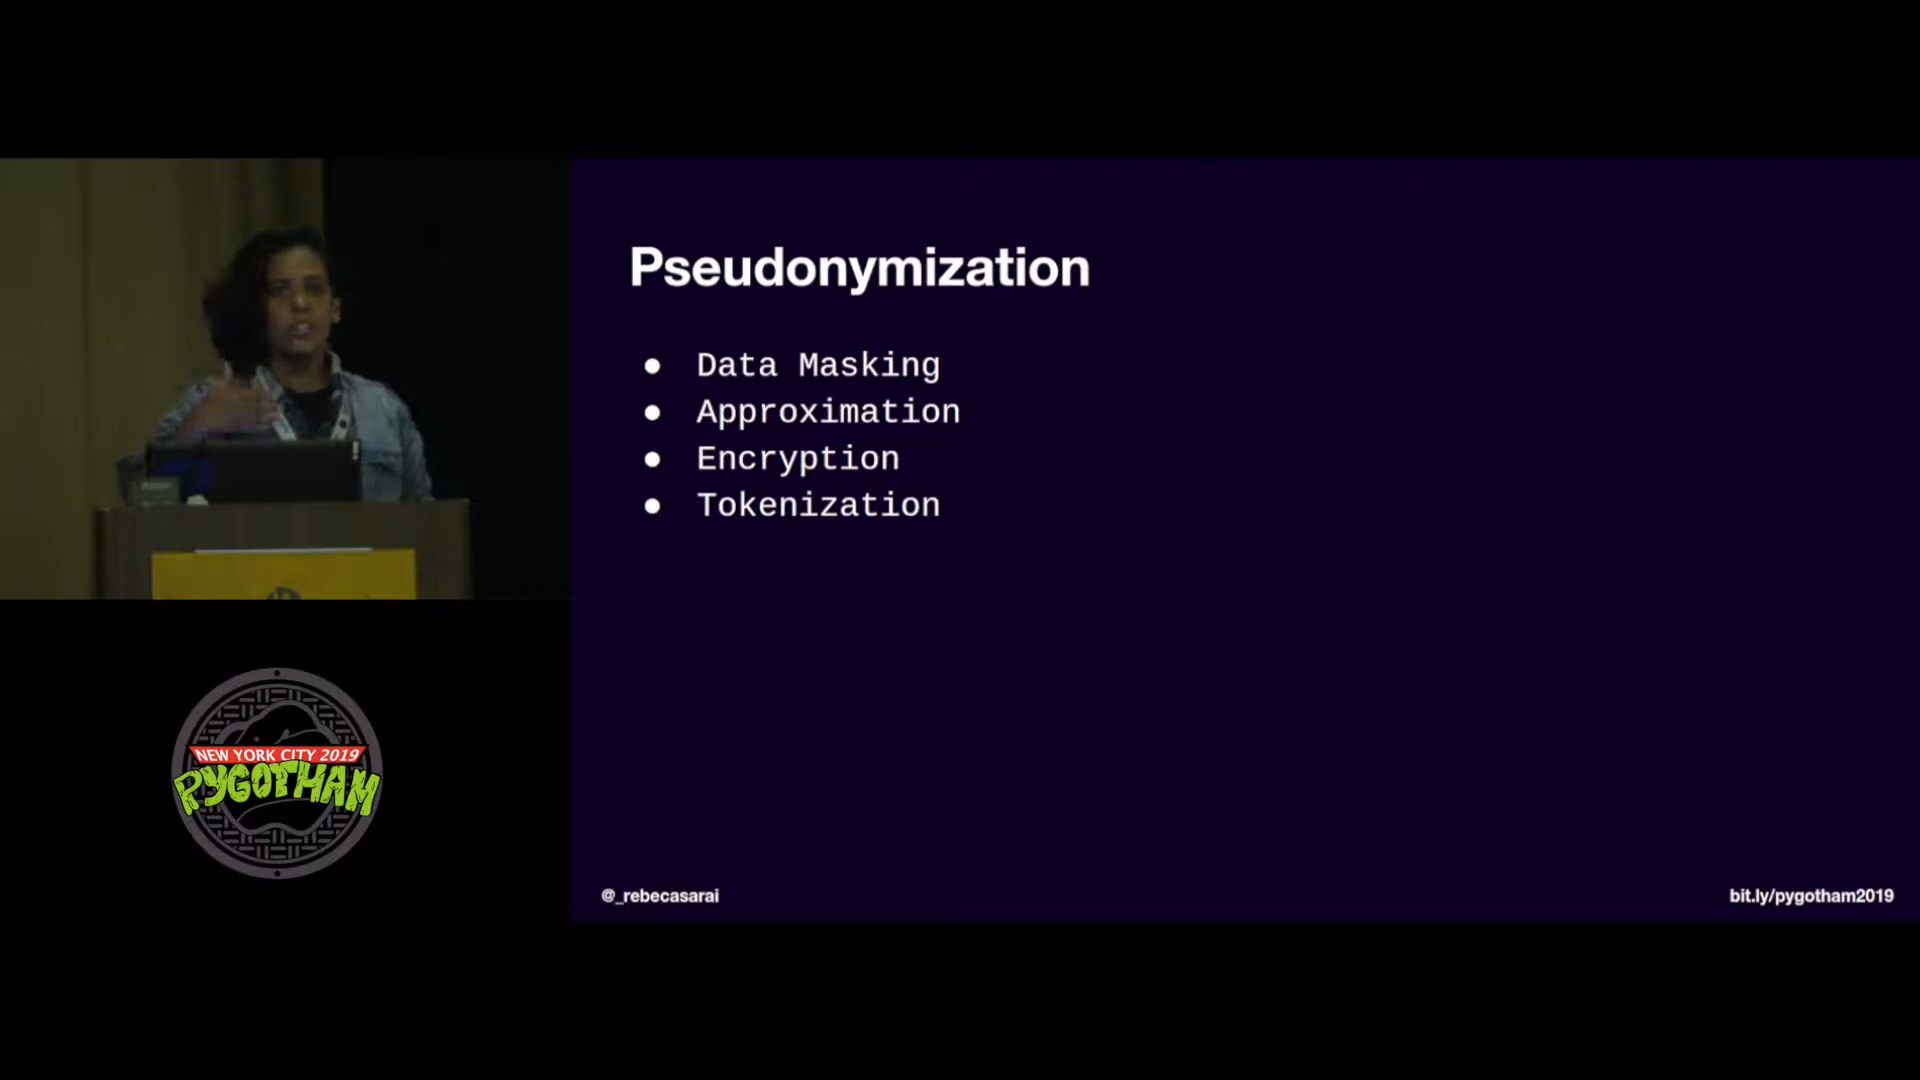 Pseudonymization
● Data Masking
● Approximation
● Encryption
● Tokenization
NEW YORK CITY 2019
PYGOTHAM
@_rebecasarai
bit.ly/pygotham2019